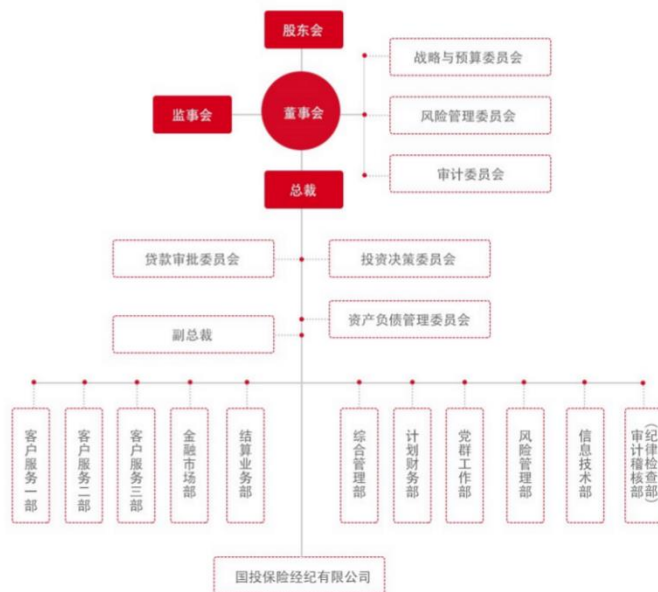 股东会
战略与预算委员会
监事会
董事会
风险管理委员会
审计委员会
总裁
贷款审批委员会
投资决策委员会
资产负债管理委员会
副总裁
客户服务一部
客户服务二部
客户服务三部
金融市场部
结算业务部
综合管理部
计划财务部
党群工作部
风险管理部
信息技术部
审计稽核部
(纪律检查部)
国投保险经纪有限公司